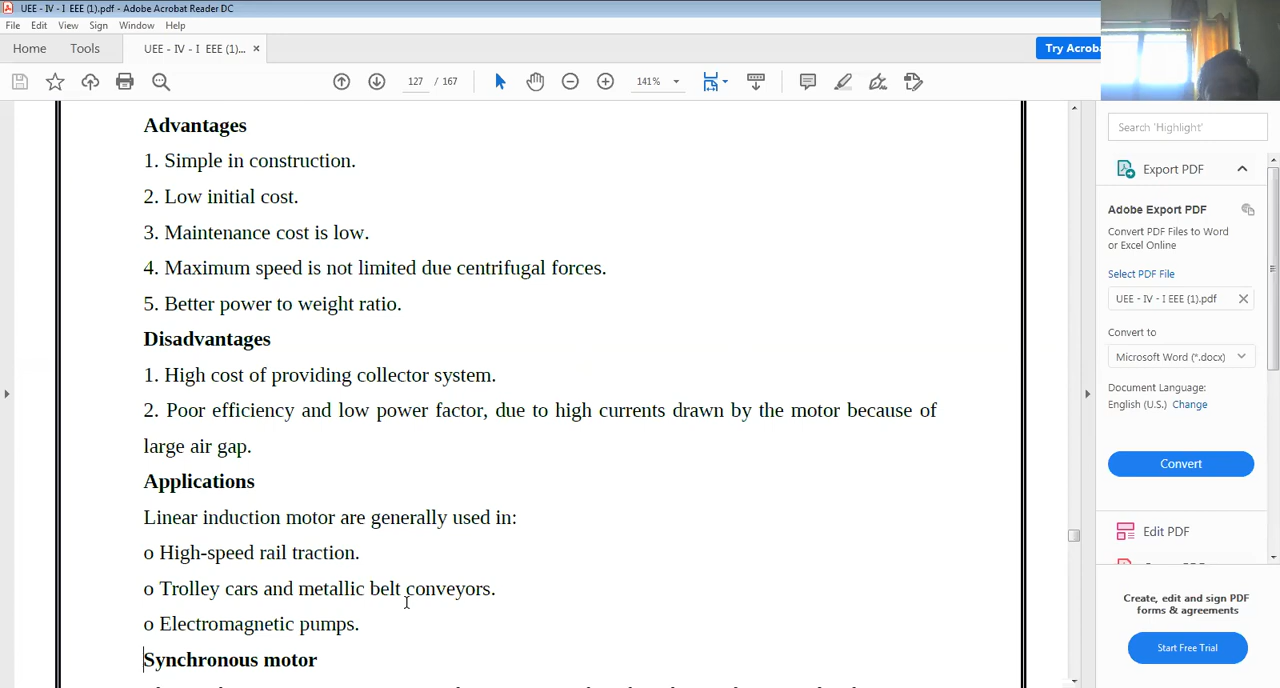 UEE - IV - I EEE (1).pdf - Adobe Acrobat Reader DC
File Edit View Sign Window Help
Home Tools UEE - IV - I EEE (1)... × Try Acroba
127 / 167 141%
Advantages
1. Simple in construction.
2. Low initial cost.
3. Maintenance cost is low.
4. Maximum speed is not limited due centrifugal forces.
5. Better power to weight ratio.
Disadvantages
1. High cost of providing collector system.
2. Poor efficiency and low power factor, due to high currents drawn by the motor because of
large air gap.
Applications
Linear induction motor are generally used in:
o High-speed rail traction.
o Trolley cars and metallic belt conveyors.
o Electromagnetic pumps.
Synchronous motor
Search 'Highlight'
Export PDF
Adobe Export PDF
Convert PDF Files to Word
or Excel Online
Select PDF File
UEE - IV - I EEE (1).pdf
Convert to
Microsoft Word (*.docx)
Document Language:
English (U.S.) Change
Convert
Edit PDF
Create, edit and sign PDF
forms & agreements
Start Free Trial